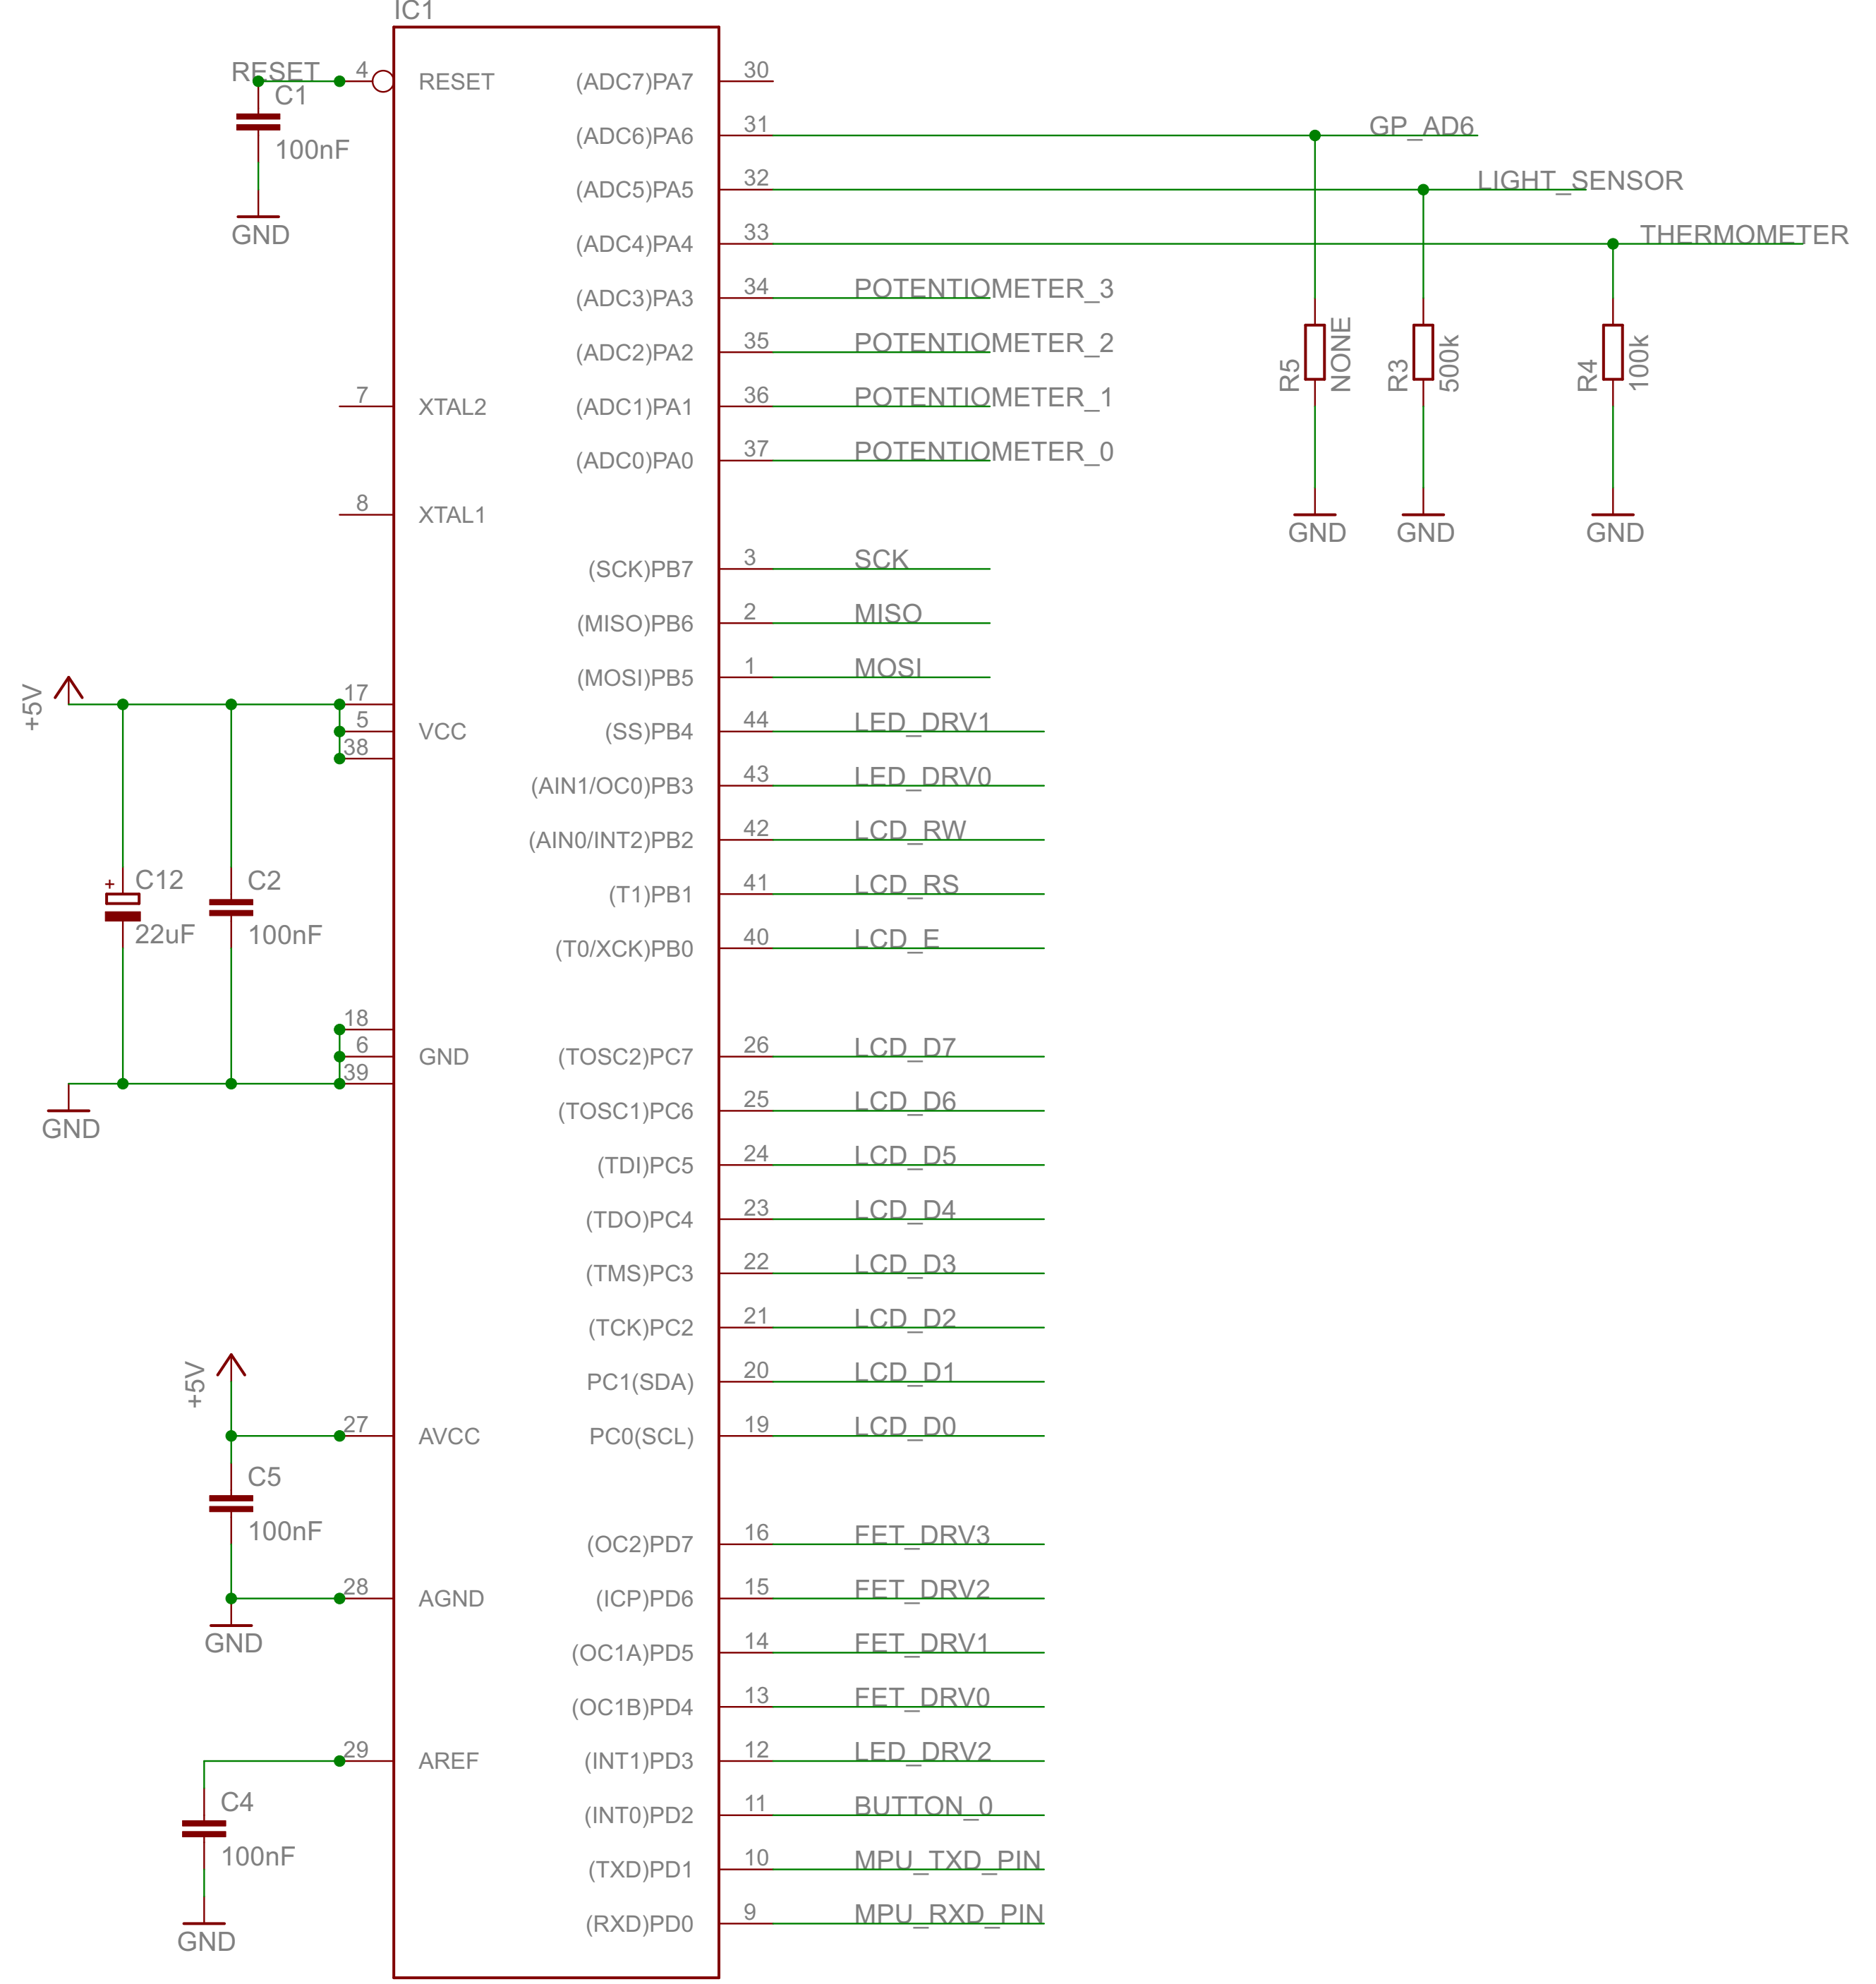 IC1
RESET
C1
100nF
GND
4
RESET
(ADC7)PA7
30
(ADC6)PA6
31
GP_AD6
(ADC5)PA5
32
LIGHT_SENSOR
(ADC4)PA4
33
THERMOMETER
(ADC3)PA3
34
POTENTIOMETER_3
(ADC2)PA2
35
POTENTIOMETER_2
7
XTAL2
(ADC1)PA1
36
POTENTIOMETER_1
(ADC0)PA0
37
POTENTIOMETER_0
R5
NONE
R3
500k
R4
100k
GND
GND
GND
8
XTAL1
(SCK)PB7
3
SCK
(MISO)PB6
2
MISO
(MOSI)PB5
1
MOSI
+5V
17
5
38
VCC
(SS)PB4
44
LED_DRV1
(AIN1/OC0)PB3
43
LED_DRV0
(AIN0/INT2)PB2
42
LCD_RW
+
C12
22uF
C2
100nF
(T1)PB1
41
LCD_RS
(T0/XCK)PB0
40
LCD_E
18
6
39
GND
GND
(TOSC2)PC7
26
LCD_D7
(TOSC1)PC6
25
LCD_D6
(TDI)PC5
24
LCD_D5
(TDO)PC4
23
LCD_D4
(TMS)PC3
22
LCD_D3
(TCK)PC2
21
LCD_D2
+5V
PC1(SDA)
20
LCD_D1
27
AVCC
PC0(SCL)
19
LCD_D0
C5
100nF
(OC2)PD7
16
FET_DRV3
28
AGND
GND
(ICP)PD6
15
FET_DRV2
(OC1A)PD5
14
FET_DRV1
(OC1B)PD4
13
FET_DRV0
29
AREF
(INT1)PD3
12
LED_DRV2
C4
100nF
GND
(INT0)PD2
11
BUTTON_0
(TXD)PD1
10
MPU_TXD_PIN
(RXD)PD0
9
MPU_RXD_PIN